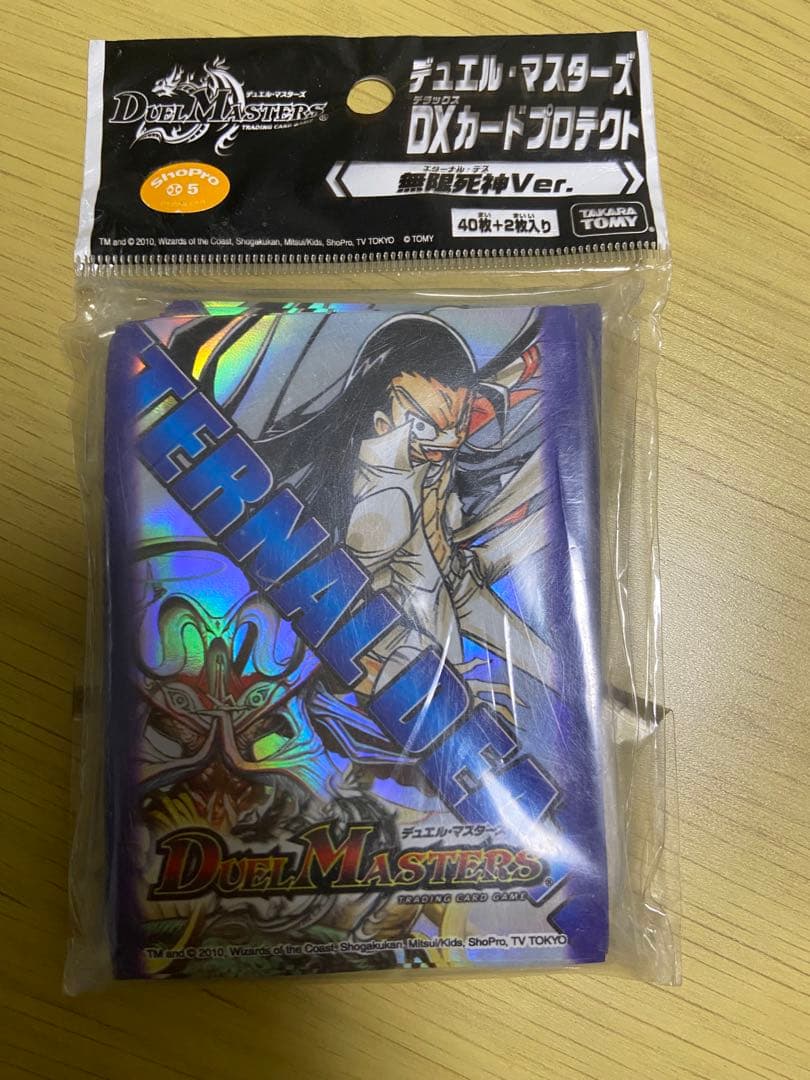 デュエル・マスターズ
DUEL MASTERS®
TRADING CARD GAME
デュエル・マスターズ
デラックス
DXカードプロテクト
エターナル・デス
無限死神Ver.
まい まい い
40枚+2枚入り
TAKARA
TOMY
ShoPro
5
TM and © 2010, Wizards of the Coast, Shogakukan, Mitsui/Kids, ShoPro, TV TOKYO © TOMY
TERNAL DEA
デュエル・マスターズ
DUEL MASTERS®
TRADING CARD GAME
TM and © 2010, Wizards of the Coast, Shogakukan, Mitsui/Kids, ShoPro, TV TOKYO